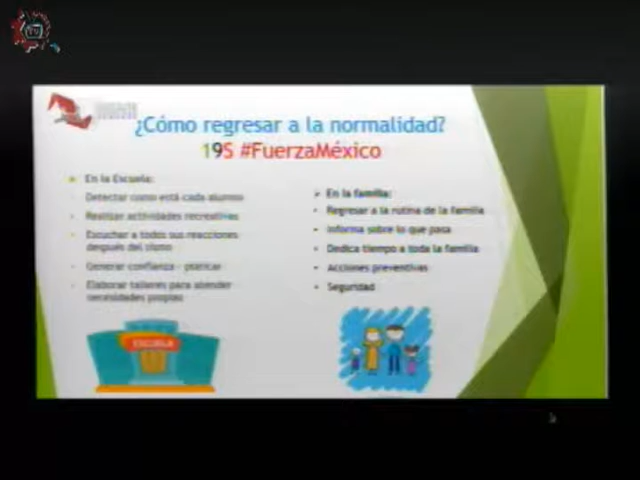 ¿Cómo regresar a la normalidad?
19S #FuerzaMéxico
En la Escuela:
Detectar como está cada alumno
Realizar actividades recreativas
Escuchar a todos sus reacciones
después del sismo
Generar confianza - platicar
Elaborar talleres para atender
necesidades propias
ESCUELA
En la familia:
Regresar a la rutina de la familia
Informa sobre lo que pasa
Dedica tiempo a toda la familia
Acciones preventivas
Seguridad